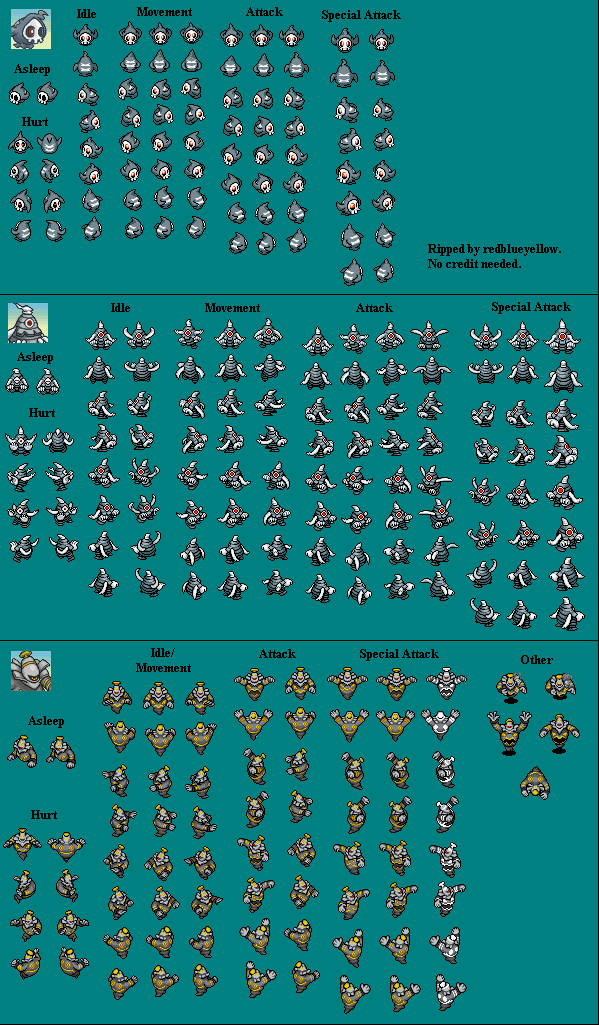 Idle
Movement
Attack
Special Attack
Asleep
Hurt
Ripped by redblueyellow.
No credit needed.
Idle
Movement
Attack
Special Attack
Asleep
Hurt
Idle/
Movement
Attack
Special Attack
Other
Asleep
Hurt